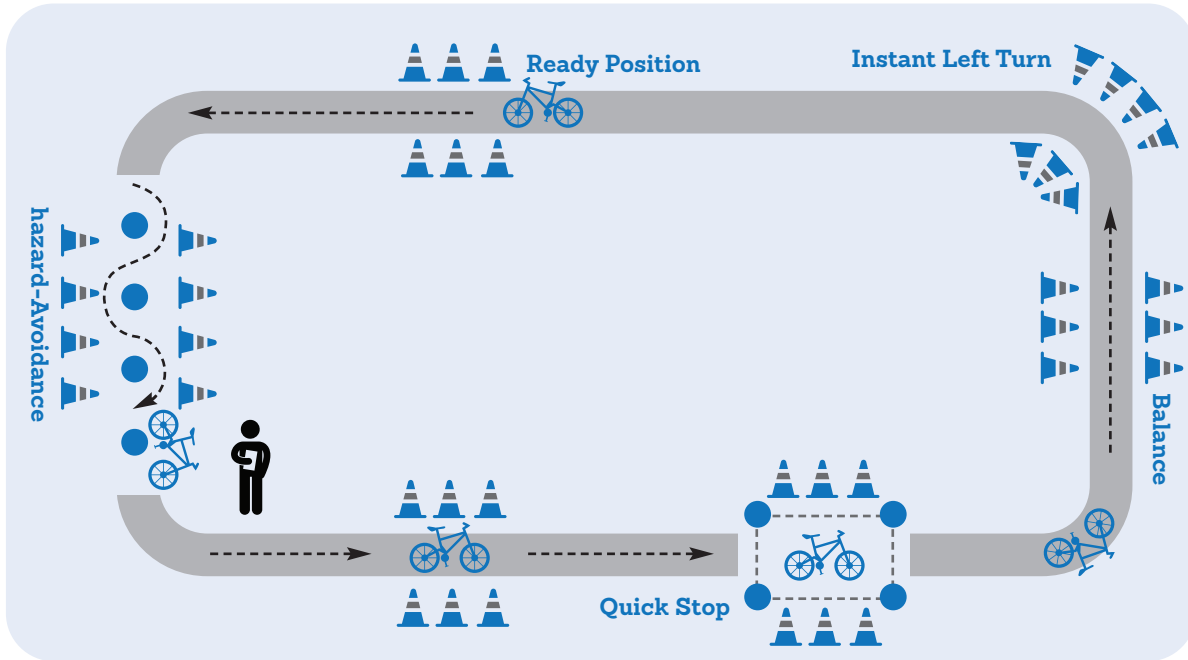 Ready Position
Instant Left Turn
hazard-Avoidance
Balance
Quick Stop